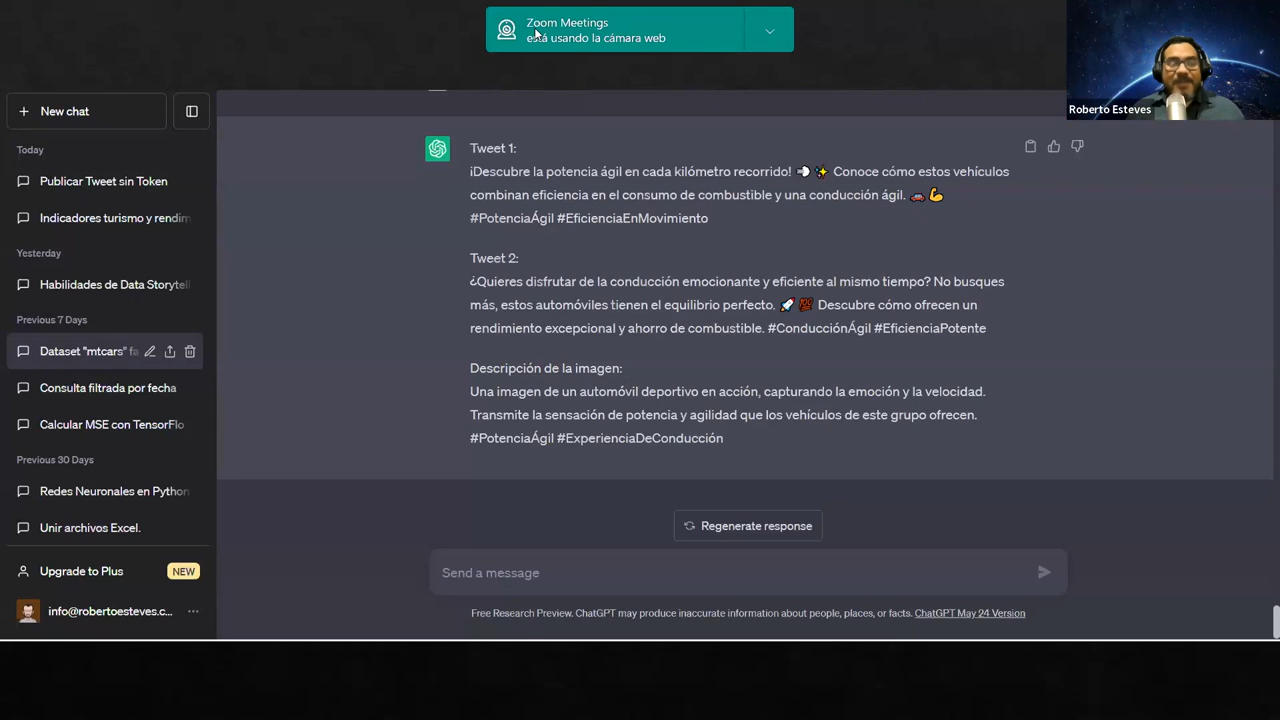 Zoom Meetings
está usando la cámara web
Roberto Esteves
New chat
Today
Publicar Tweet sin Token
Indicadores turismo y rendim
Yesterday
Habilidades de Data Storytell
Previous 7 Days
Dataset "mtcars" fa
Consulta filtrada por fecha
Calcular MSE con TensorFlo
Previous 30 Days
Redes Neuronales en Python
Unir archivos Excel.
Upgrade to Plus NEW
info@robertoesteves.c...
Tweet 1:
¡Descubre la potencia ágil en cada kilómetro recorrido! 💨✨ Conoce cómo estos vehículos
combinan eficiencia en el consumo de combustible y una conducción ágil. 🚗💪
#PotenciaÁgil #EficienciaEnMovimiento
Tweet 2:
¿Quieres disfrutar de la conducción emocionante y eficiente al mismo tiempo? No busques
más, estos automóviles tienen el equilibrio perfecto. 🚀💯 Descubre cómo ofrecen un
rendimiento excepcional y ahorro de combustible. #ConducciónÁgil #EficienciaPotente
Descripción de la imagen:
Una imagen de un automóvil deportivo en acción, capturando la emoción y la velocidad.
Transmite la sensación de potencia y agilidad que los vehículos de este grupo ofrecen.
#PotenciaÁgil #ExperienciaDeConducción
Regenerate response
Send a message
Free Research Preview. ChatGPT may produce inaccurate information about people, places, or facts. ChatGPT May 24 Version